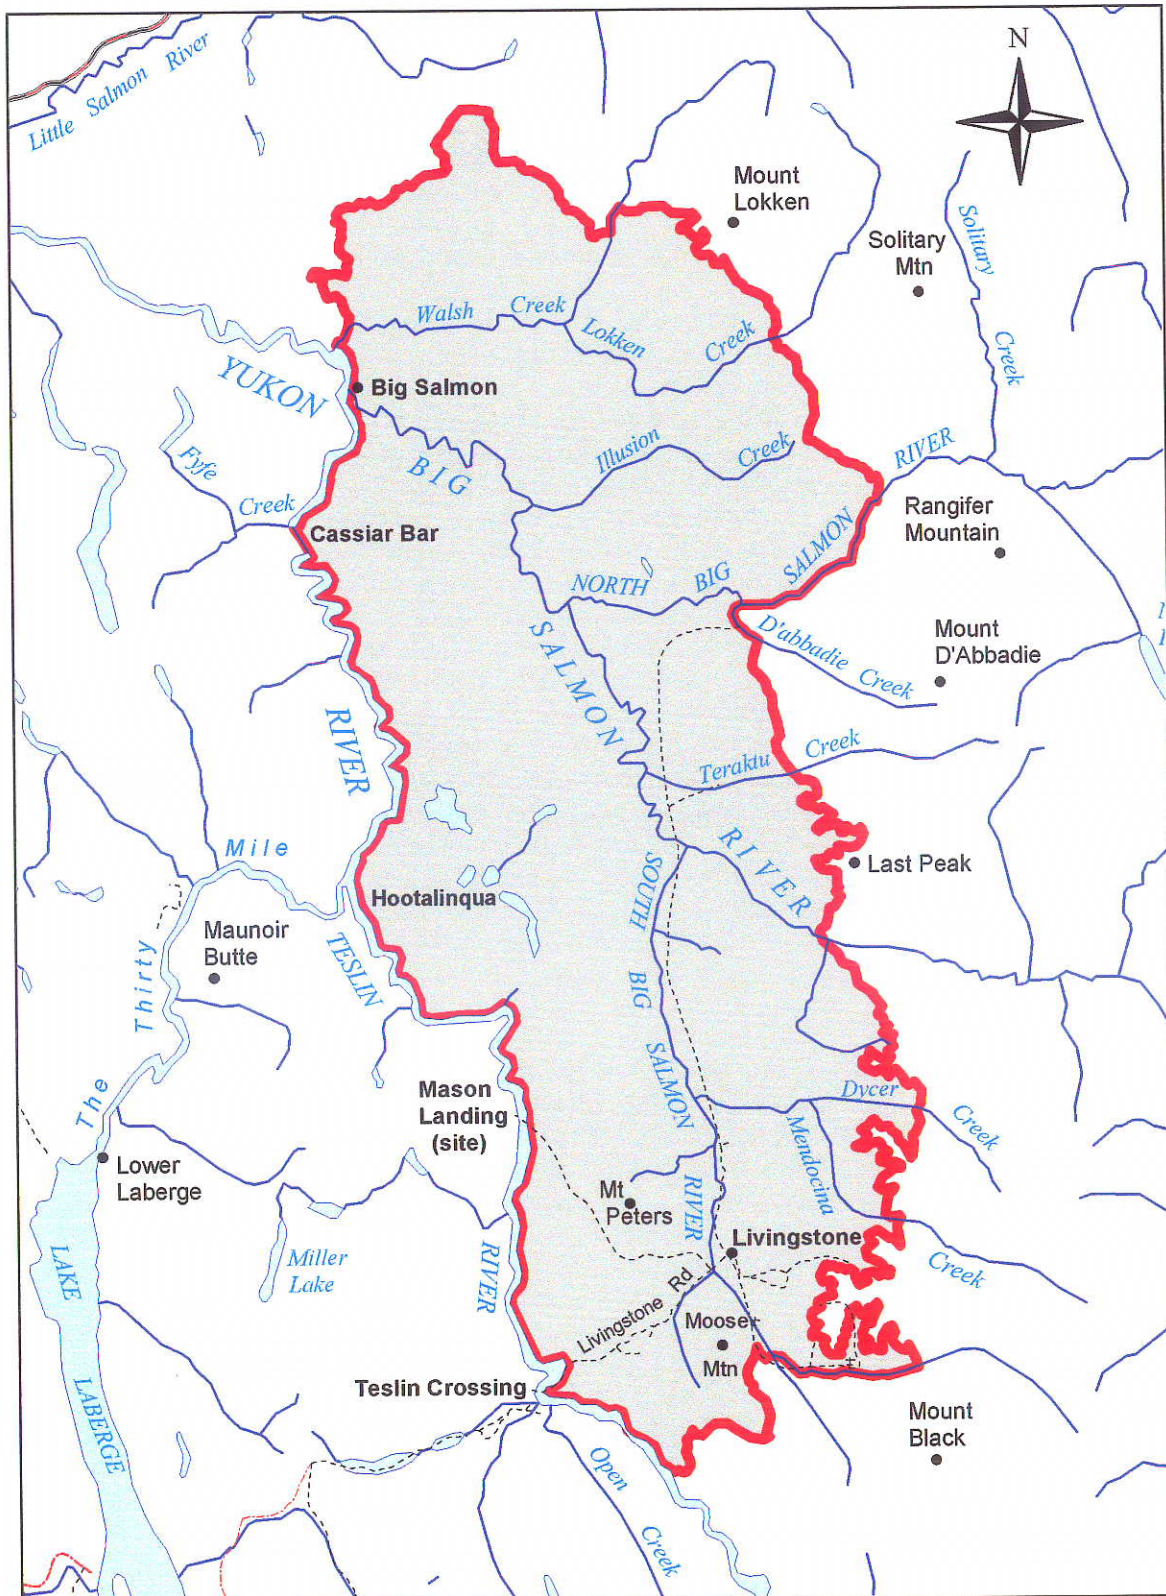 N
Little Salmon River
Mount
Lokken
Solitary
Mtn
Solitary
Creek
Walsh Creek
Lokken
Creek
YUKON
Big Salmon
Fyfe
Creek
BIG
Illusion
Creek
RIVER
Cassiar Bar
Rangifer
Mountain
SALMON
NORTH BIG
SALMON
D'abbadie Creek
Mount
D'Abbadie
RIVER
Teraktu Creek
Mile
RIVER
Last Peak
SOUTH
Hootalinqua
Maunoir
Butte
TESLIN
Thirty
BIG
SALMON
Mason
Landing
(site)
Dycer
Creek
The
Mendocina
Lower
Laberge
Mt
Peters
RIVER
Livingstone
Creek
LAKE
Miller
Lake
RIVER
Livingstone Rd
Moose
Mtn
Teslin Crossing
LABERGE
Mount
Black
Open
Creek